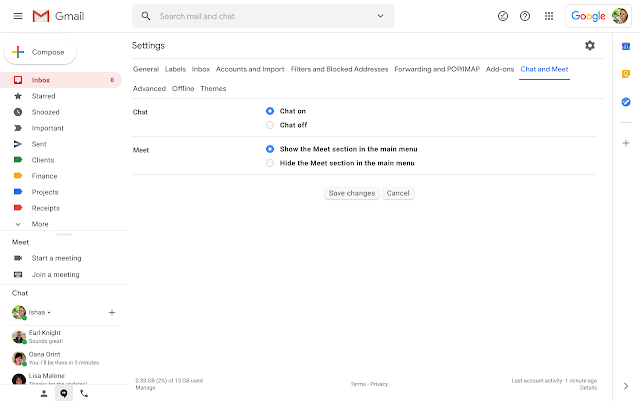 Gmail
Search mail and chat
Google
Compose
Inbox 8
Starred
Snoozed
Important
Sent
Clients
Finance
Projects
Receipts
More
Meet
Start a meeting
Join a meeting
Chat
Ishaa
Earl Knight
Sounds great!
Oana Orint
You: I'll be there in 5 minutes
Lisa Malone
Thanks for the updates!
Settings
General Labels Inbox Accounts and Import Filters and Blocked Addresses Forwarding and POP/IMAP Add-ons Chat and Meet
Advanced Offline Themes
Chat
Chat on
Chat off
Meet
Show the Meet section in the main menu
Hide the Meet section in the main menu
Save changes Cancel
0.33 GB (2%) of 15 GB used
Manage
Terms - Privacy
Last account activity: 1 minute ago
Details